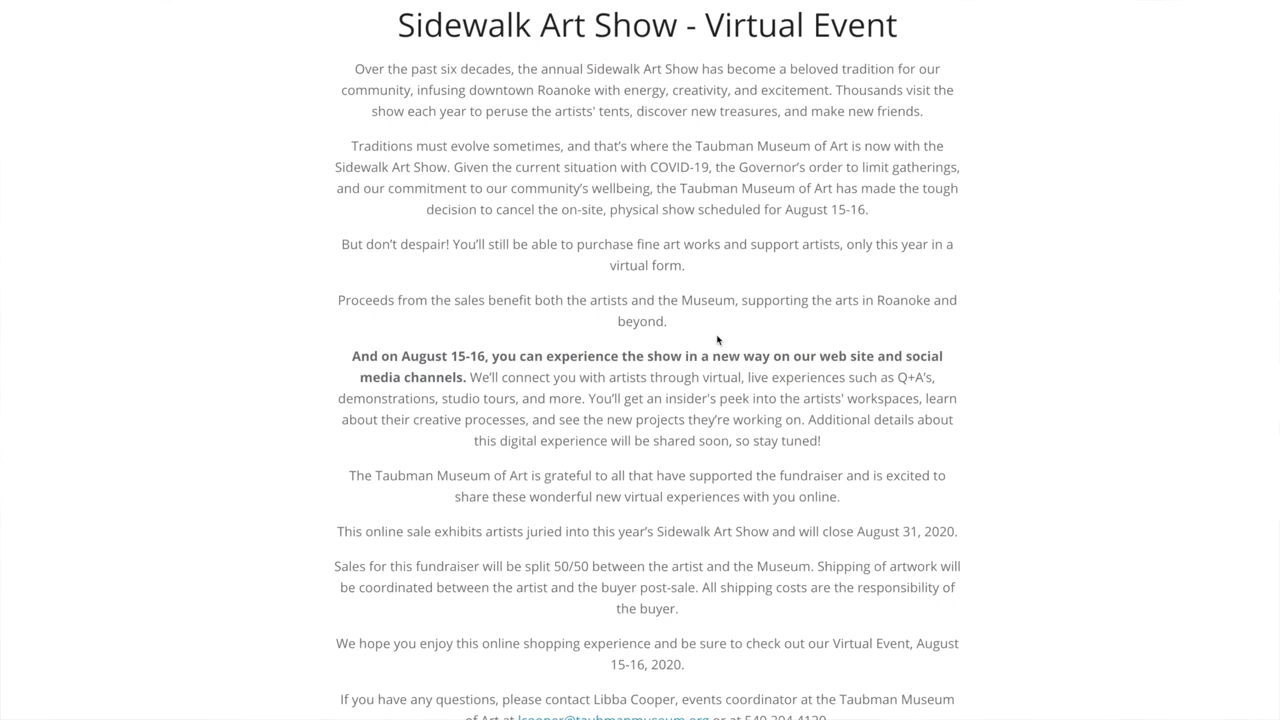 Sidewalk Art Show - Virtual Event
Over the past six decades, the annual Sidewalk Art Show has become a beloved tradition for our
community, infusing downtown Roanoke with energy, creativity, and excitement. Thousands visit the
show each year to peruse the artists' tents, discover new treasures, and make new friends.
Traditions must evolve sometimes, and that’s where the Taubman Museum of Art is now with the
Sidewalk Art Show. Given the current situation with COVID-19, the Governor’s order to limit gatherings,
and our commitment to our community’s wellbeing, the Taubman Museum of Art has made the tough
decision to cancel the on-site, physical show scheduled for August 15-16.
But don’t despair! You’ll still be able to purchase fine art works and support artists, only this year in a
virtual form.
Proceeds from the sales benefit both the artists and the Museum, supporting the arts in Roanoke and
beyond.
And on August 15-16, you can experience the show in a new way on our web site and social
media channels. We’ll connect you with artists through virtual, live experiences such as Q+A’s,
demonstrations, studio tours, and more. You’ll get an insider's peek into the artists' workspaces, learn
about their creative processes, and see the new projects they’re working on. Additional details about
this digital experience will be shared soon, so stay tuned!
The Taubman Museum of Art is grateful to all that have supported the fundraiser and is excited to
share these wonderful new virtual experiences with you online.
This online sale exhibits artists juried into this year’s Sidewalk Art Show and will close August 31, 2020.
Sales for this fundraiser will be split 50/50 between the artist and the Museum. Shipping of artwork will
be coordinated between the artist and the buyer post-sale. All shipping costs are the responsibility of
the buyer.
We hope you enjoy this online shopping experience and be sure to check out our Virtual Event, August
15-16, 2020.
If you have any questions, please contact Libba Cooper, events coordinator at the Taubman Museum
of Art at lcooper@taubmanmuseum.org or at